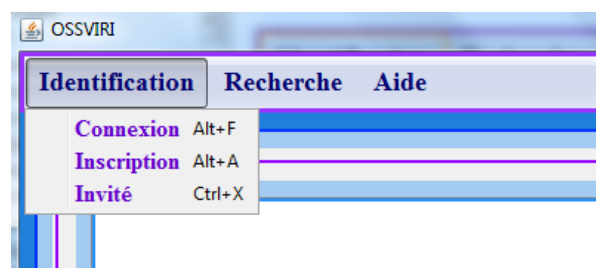 OSSVIRI
Identification Recherche Aide
Connexion Alt+F
Inscription Alt+A
Invité Ctrl+X